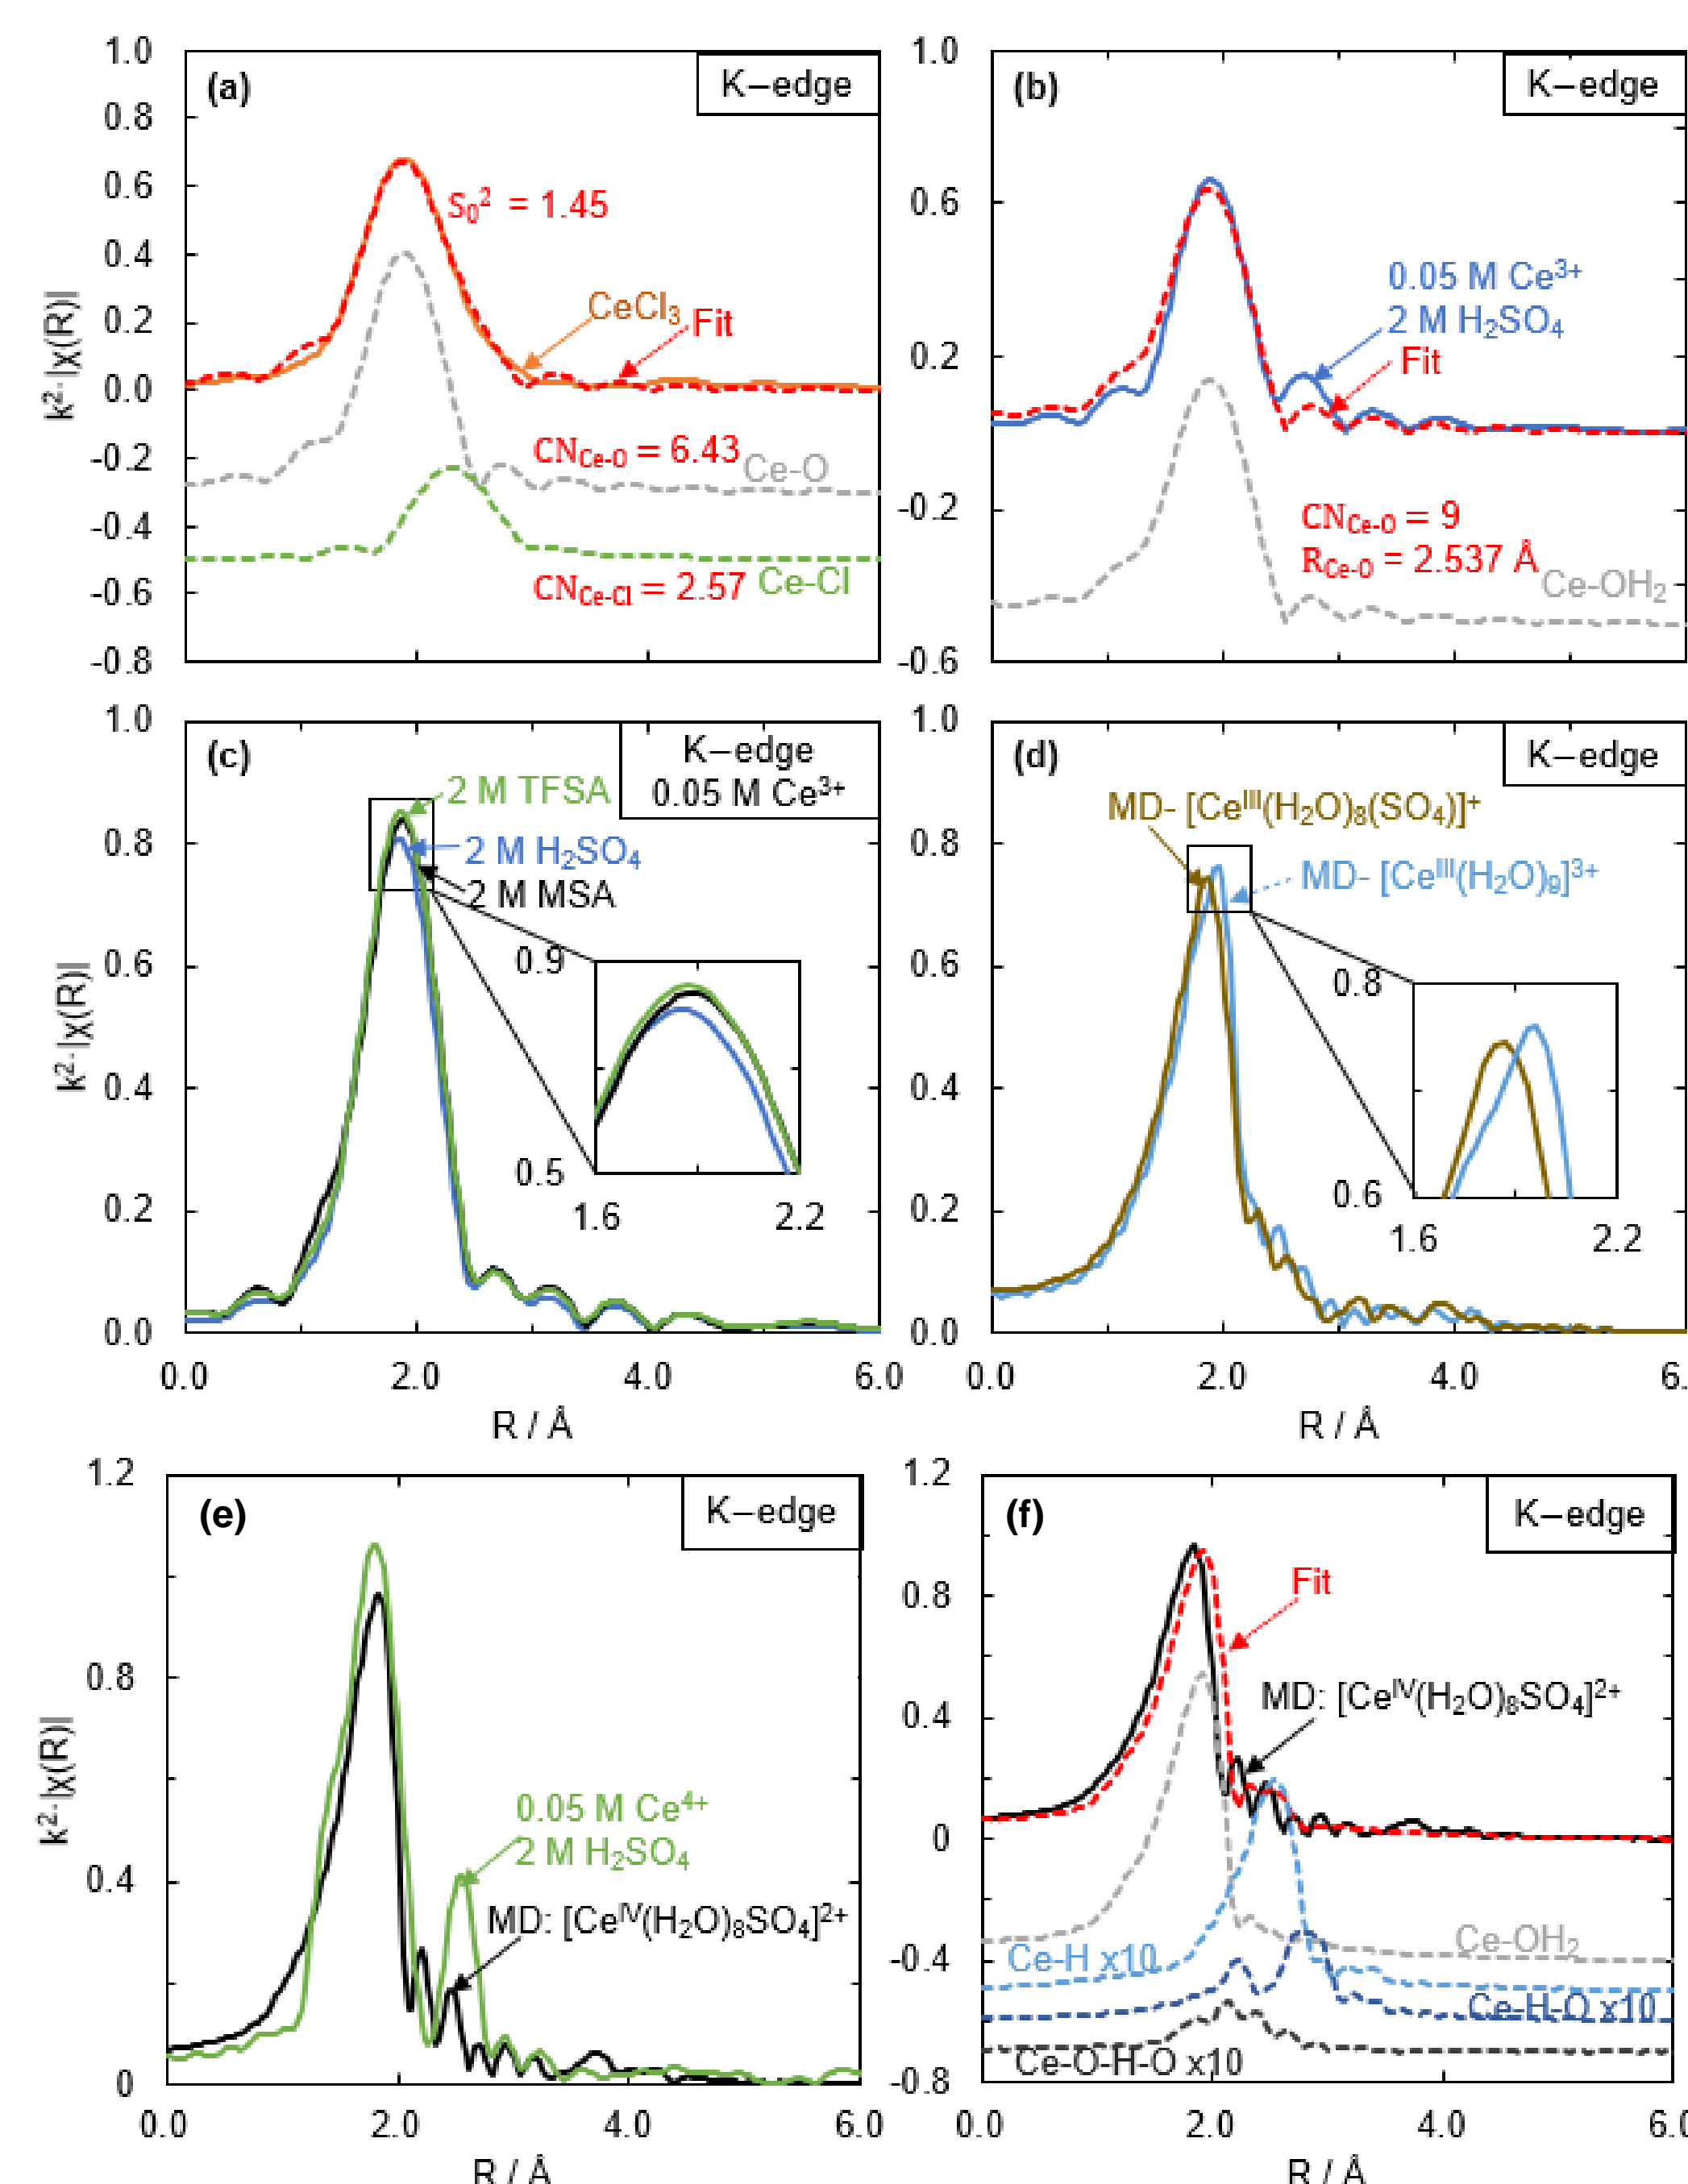 1.0
0.8
0.6
0.4
0.2
0.0
-0.2
-0.4
-0.6
-0.8
k²·|χ(R)|
(a)
K–edge
S₀² = 1.45
CeCl₃
Fit
CN_Ce-O = 6.43
Ce-O
CN_Ce-Cl = 2.57
Ce-Cl
1.0
0.6
0.2
-0.2
-0.6
(b)
K–edge
0.05 M Ce³⁺
2 M H₂SO₄
Fit
CN_Ce-O = 9
R_Ce-O = 2.537 Å
Ce-OH₂
1.0
0.8
0.6
0.4
0.2
0.0
k²·|χ(R)|
(c)
K–edge
0.05 M Ce³⁺
2 M TFSA
2 M H₂SO₄
2 M MSA
0.9
0.5
1.6
2.2
0.0
2.0
4.0
6.0
R / Å
1.0
0.8
0.6
0.4
0.2
0.0
(d)
K–edge
MD- [Ceᴵᴵᴵ(H₂O)₈(SO₄)]⁺
MD- [Ceᴵᴵᴵ(H₂O)₉]³⁺
0.8
0.6
1.6
2.2
0.0
2.0
4.0
6.
R / Å
1.2
0.8
0.4
0
k²·|χ(R)|
(e)
K–edge
0.05 M Ce⁴⁺
2 M H₂SO₄
MD: [Ceᴵⱽ(H₂O)₈SO₄]²⁺
0.0
2.0
4.0
6.0
R / Å
1.2
0.8
0.4
0
-0.4
-0.8
(f)
K–edge
Fit
MD: [Ceᴵⱽ(H₂O)₈SO₄]²⁺
Ce-OH₂
Ce-H x10
Ce-H-O x10
Ce-O-H-O x10
0.0
2.0
4.0
6.0
R / Å